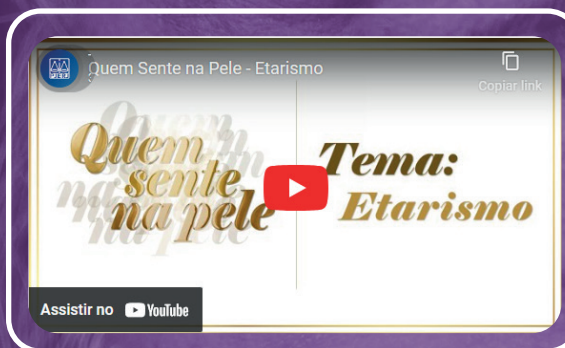 Quem Sente na Pele - Etarismo
Copiar link
Quem
sente
na pele
Tema:
Etarismo
Assistir no YouTube